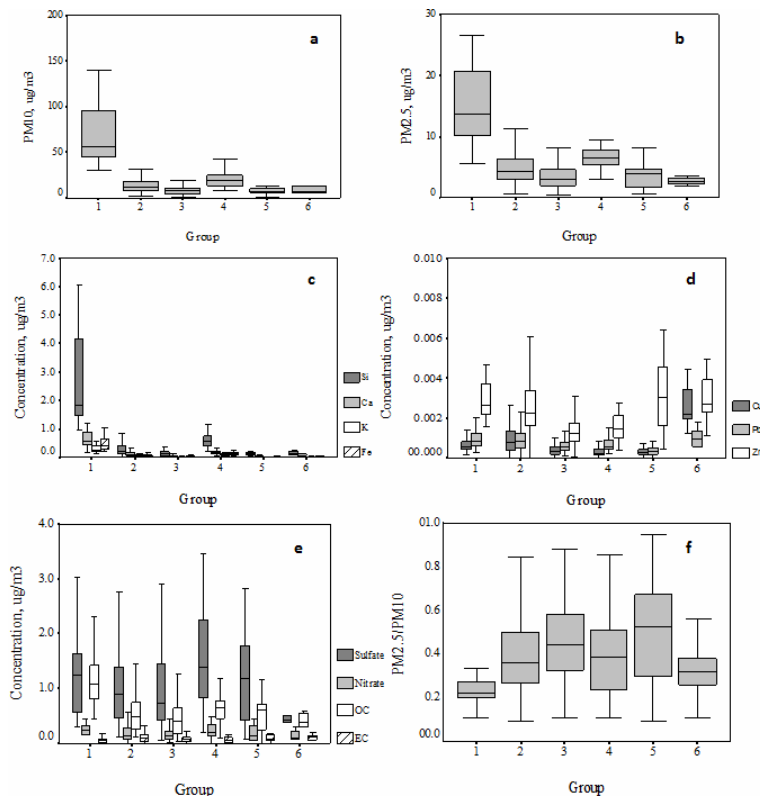 200
a
150
PM10, ug/m3
100
50
0
1 2 3 4 5 6
Group
30
b
20
PM2.5, ug/m3
10
0
1 2 3 4 5 6
Group
7.0
c
6.0
5.0
Concentration, ug/m3
4.0
3.0
2.0
1.0
0.0
Si
Ca
K
Fe
1 2 3 4 5 6
Group
0.010
d
0.008
Concentration, ug/m3
0.006
0.004
0.002
00.000
1 2 3 4 5 6
Group
4.0
e
3.0
Concentration, ug/m3
2.0
1.0
0.0
Sulfate
Nitrate
OC
EC
1 2 3 4 5 6
Group
01.0
f
0.8
PM2.5/PM10
0.6
0.4
0.2
00.0
1 2 3 4 5 6
Group